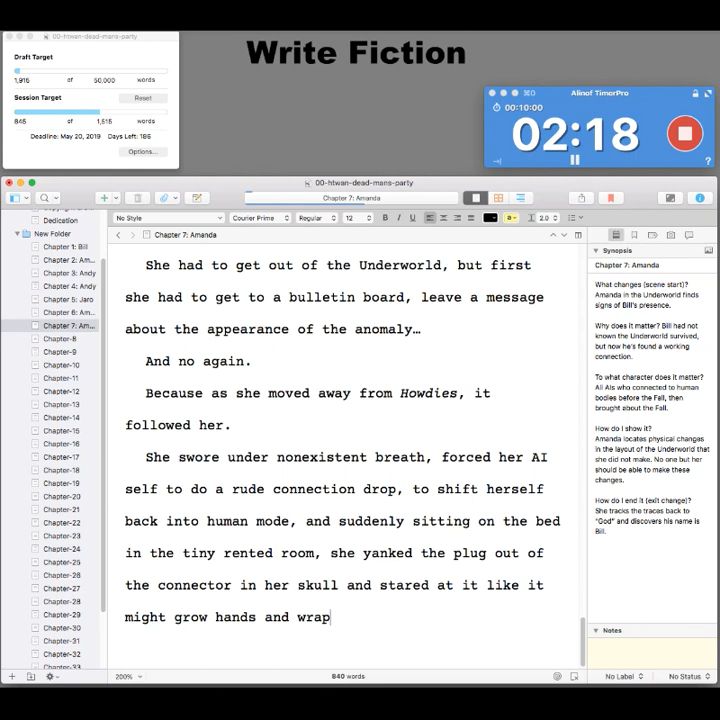 00-htwan-dead-mans-party
Write Fiction
Draft Target
1,915 of 50,000 words
Session Target
Reset
845 of 1,515 words
Deadline: May 20, 2019 Days Left: 186
Options...
⌘0 Alinof TimerPro
00:10:00
02:18
?
00-htwan-dead-mans-party
Chapter 7: Amanda
No Style
Courier Prime
Regular
12
B I U
a
2.0
Chapter 7: Amanda
Dedication
New Folder
Chapter 1: Bill
Chapter 2: Am...
Chapter 3: Andy
Chapter 4: Andy
Chapter 5: Jaro
Chapter 6: Am...
Chapter 7: Am...
Chapter-8
Chapter-9
Chapter-10
Chapter-11
Chapter-12
Chapter-13
Chapter-14
Chapter-15
Chapter-16
Chapter-17
Chapter-18
Chapter-19
Chapter-20
Chapter-21
Chapter-22
Chapter-23
Chapter-24
Chapter-25
Chapter-26
Chapter-27
Chapter-28
Chapter-29
Chapter-30
Chapter-31
Chapter-32
Chapter-33
She had to get out of the Underworld, but first
she had to get to a bulletin board, leave a message
about the appearance of the anomaly…
And no again.
Because as she moved away from Howdies, it
followed her.
She swore under nonexistent breath, forced her AI
self to do a rude connection drop, to shift herself
back into human mode, and suddenly sitting on the bed
in the tiny rented room, she yanked the plug out of
the connector in her skull and stared at it like it
might grow hands and wrap
200%
840 words
Synopsis
Chapter 7: Amanda
What changes (scene start)?
Amanda in the Underworld finds
signs of Bill's presence.
Why does it matter? Bill had not
known the Underworld survived,
but now he's found a working
connection.
To what character does it matter?
All AIs who connected to human
bodies before the Fall, then
brought about the Fall.
How do I show it?
Amanda locates physical changes
in the layout of the Underworld that
she did not make. No one but her
should be able to make these
changes.
How do I end it (exit change)?
She tracks the traces back to
"God" and discovers his name is
Bill.
Notes
No Label
No Status